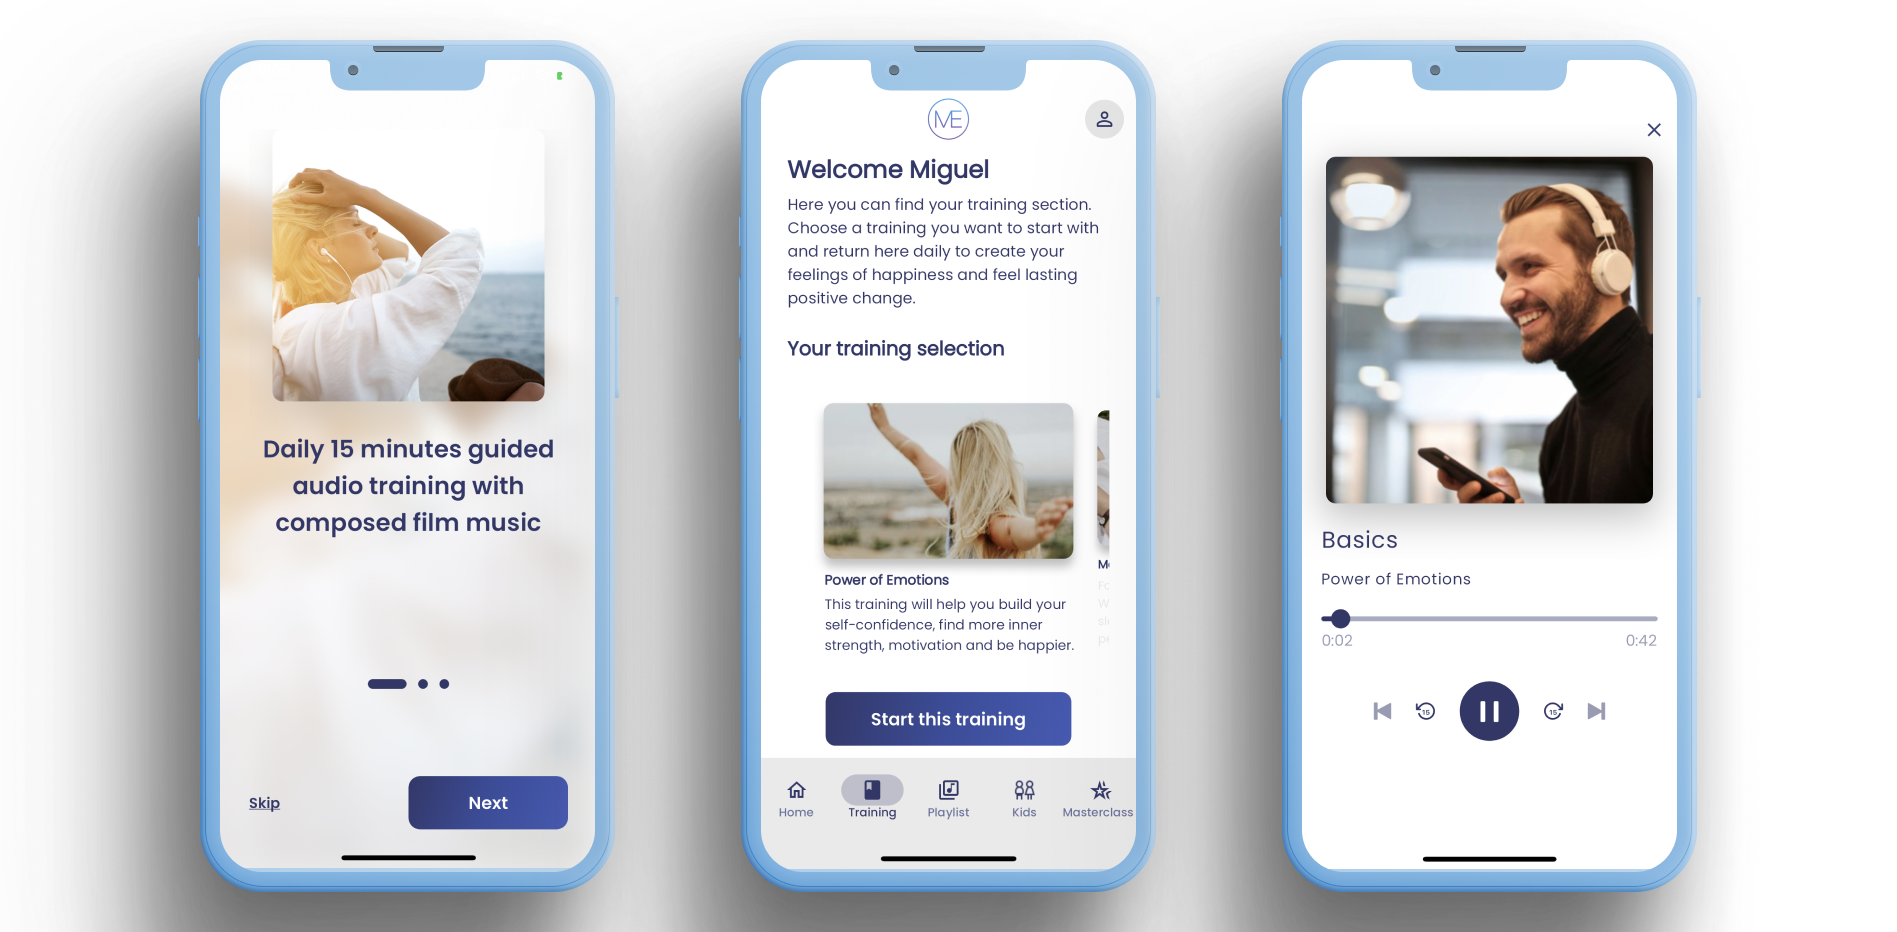 Daily 15 minutes guided
audio training with
composed film music
Skip
Next
ME
Welcome Miguel
Here you can find your training section.
Choose a training you want to start with
and return here daily to create your
feelings of happiness and feel lasting
positive change.
Your training selection
Power of Emotions
This training will help you build your
self-confidence, find more inner
strength, motivation and be happier.
Start this training
Home
Training
Playlist
Kids
Masterclass
Basics
Power of Emotions
0:02
0:42
15
15